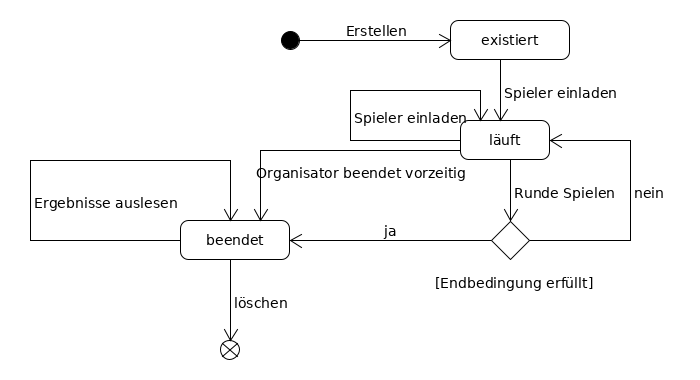 Erstellen
existiert
Spieler einladen
Spieler einladen
läuft
Organisator beendet vorzeitig
Runde Spielen
nein
Ergebnisse auslesen
ja
beendet
[Endbedingung erfüllt]
löschen